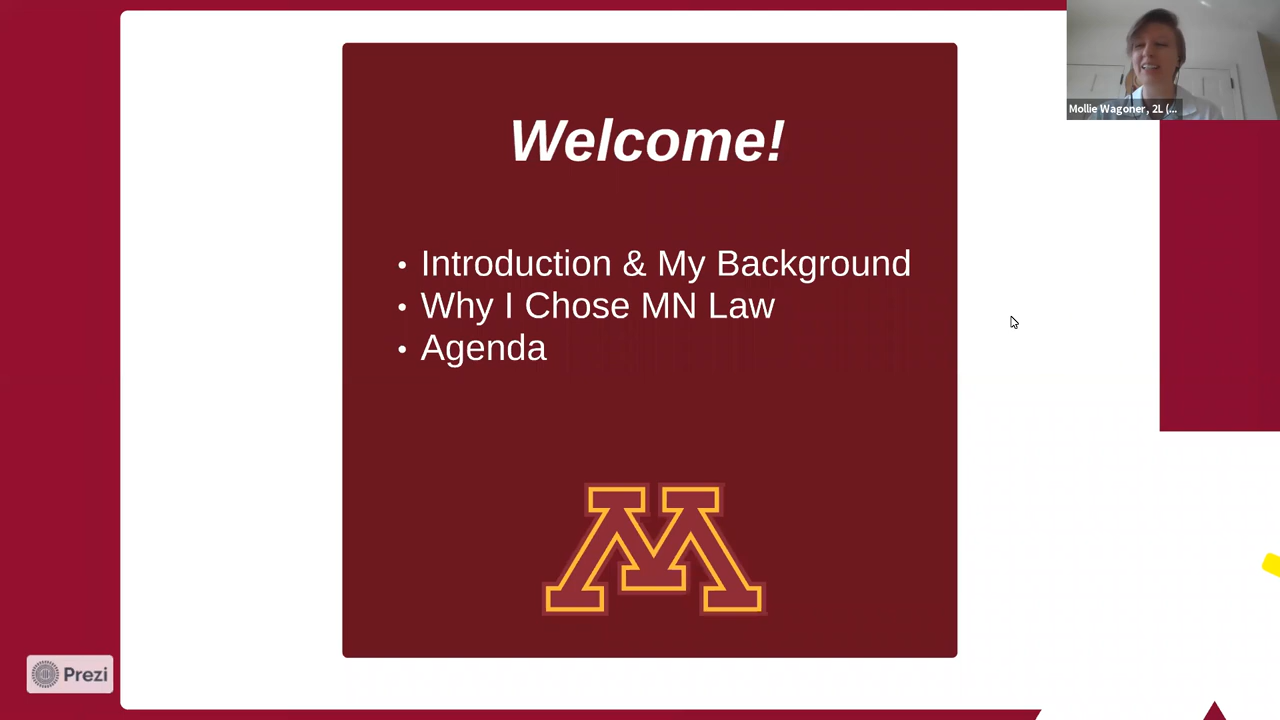 Mollie Wagoner, 2L (...
Welcome!
• Introduction & My Background
• Why I Chose MN Law
• Agenda
M
Prezi